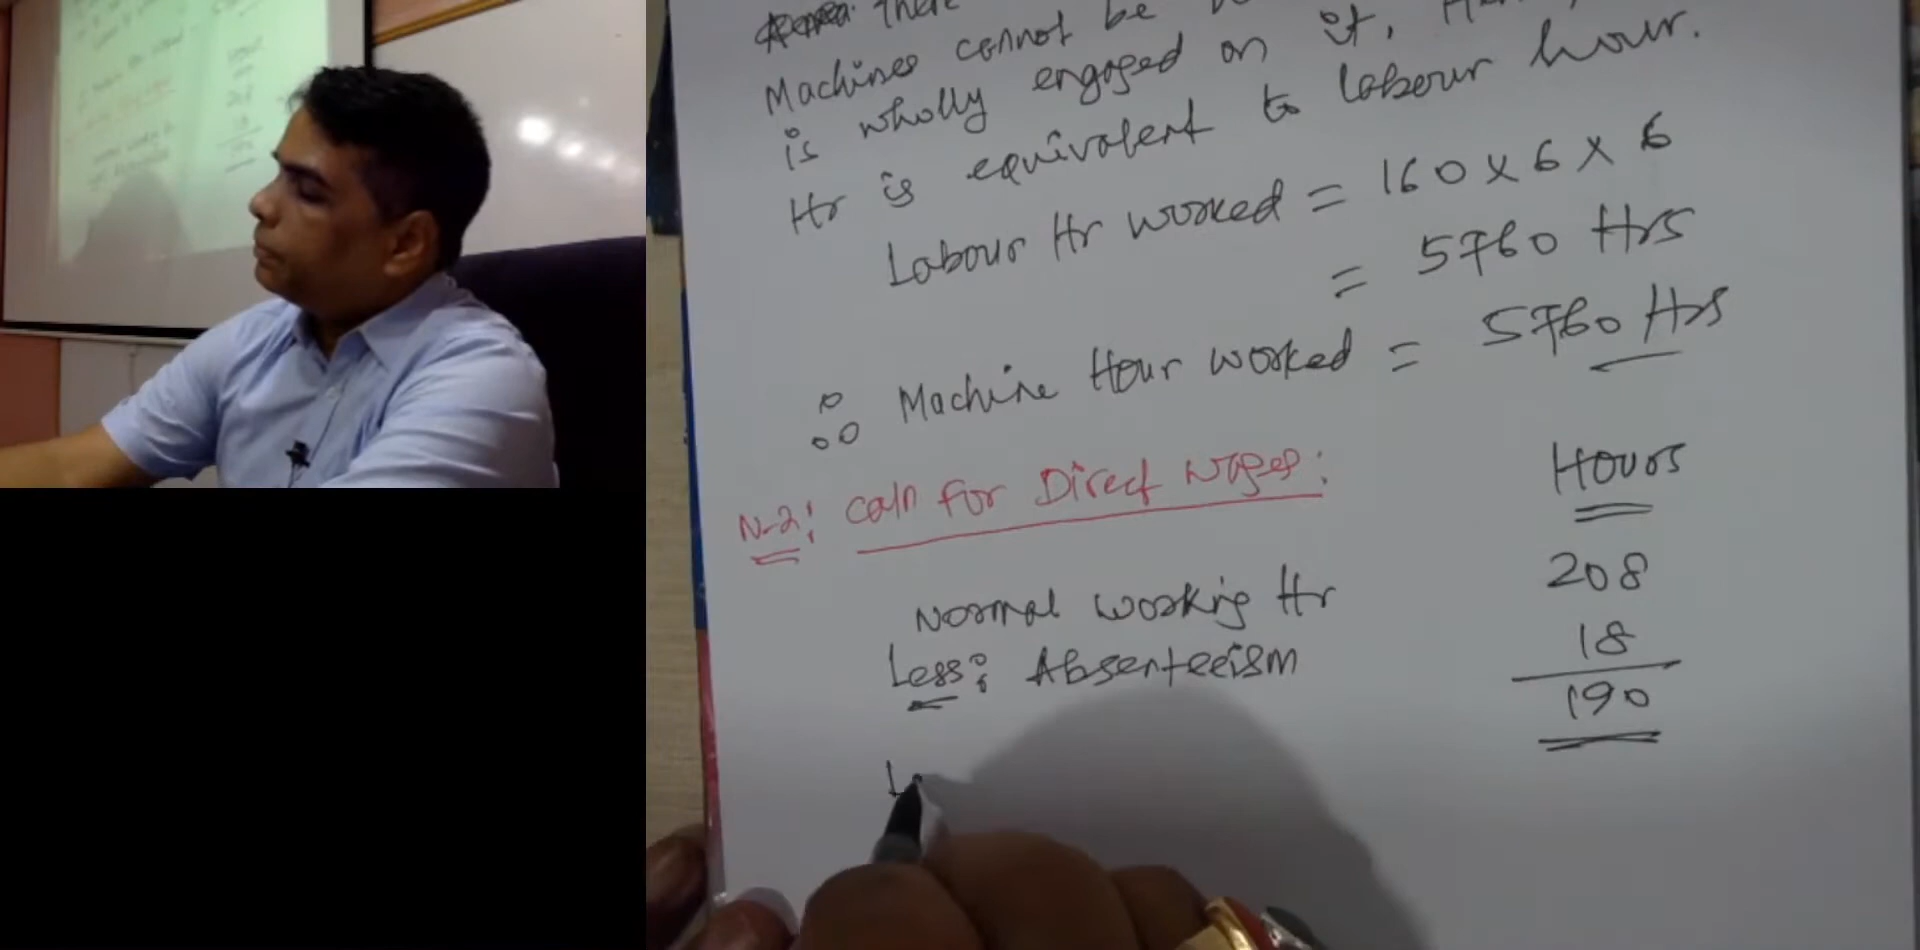 there
Machines cannot be
is wholly engaged on it,
Hr is equivalent to labour hour.
Labour Hr worked = 160 x 6 x 6
= 5760 Hrs
∴ Machine Hour worked = 5760 Hrs
N-2: Caln For Direct Wages:
Hours
Normal working Hr 208
Less: Absenteeism 18
190